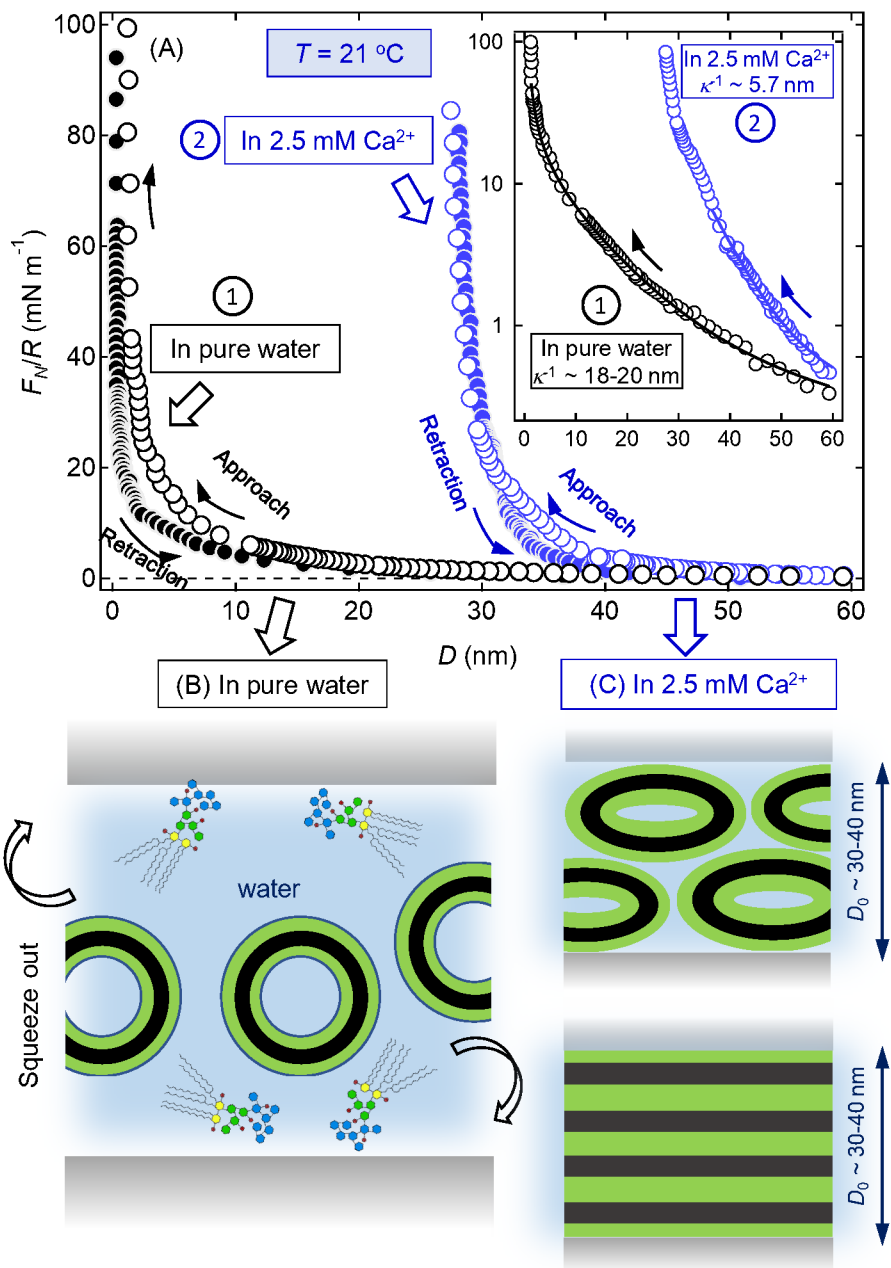 (A)
T = 21 °C
② In 2.5 mM Ca²⁺
①
In pure water
Approach
Retraction
Retraction
Approach
F_N/R (mN m⁻¹)
100
80
60
40
20
0
0
10
20
30
40
50
60
D (nm)
100
10
1
0
10
20
30
40
50
60
In 2.5 mM Ca²⁺
κ⁻¹ ~ 5.7 nm
②
①
In pure water
κ⁻¹ ~ 18-20 nm
(B) In pure water
(C) In 2.5 mM Ca²⁺
water
Squeeze out
D₀ ~ 30-40 nm
D₀ ~ 30-40 nm